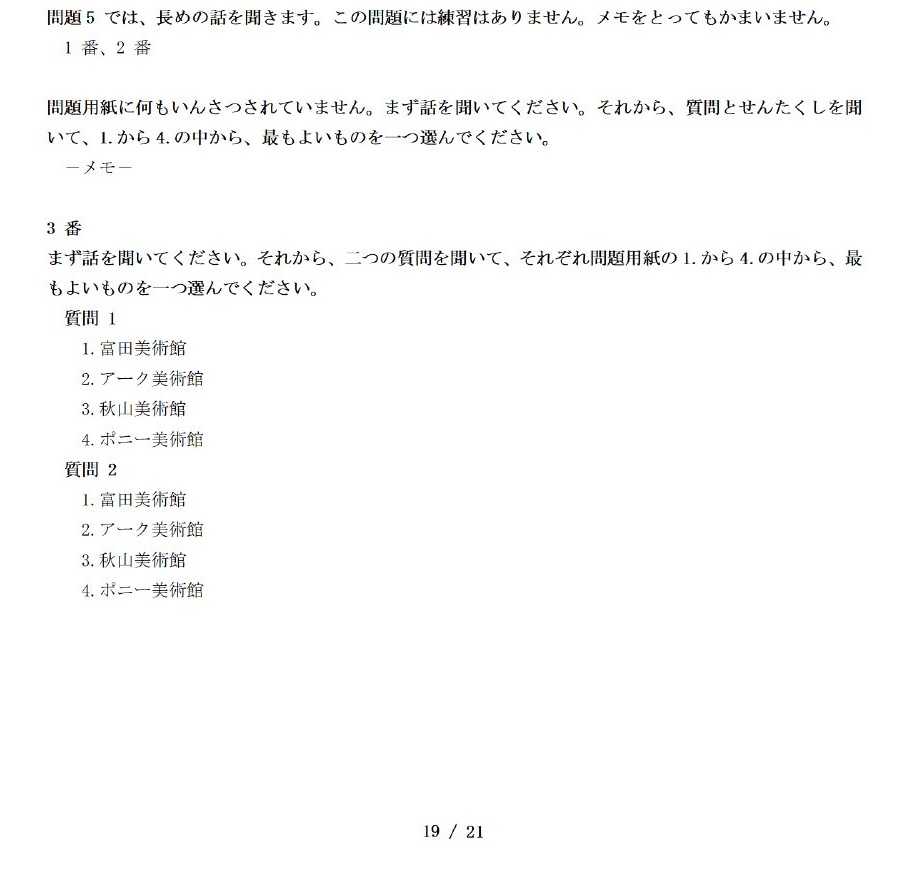 問題5 では、長めの話を聞きます。この問題には練習はありません。メモをとってもかまいません。
1 番、2 番
問題用紙に何もいんさつされていません。まず話を聞いてください。それから、質問とせんたくしを聞
いて、1.から 4.の中から、最もよいものを一つ選んでください。
－メモ－
3 番
まず話を聞いてください。それから、二つの質問を聞いて、それぞれ問題用紙の 1.から 4.の中から、最
もよいものを一つ選んでください。
質問 1
1.富田美術館
2.アーク美術館
3.秋山美術館
4.ポニー美術館
質問 2
1.富田美術館
2.アーク美術館
3.秋山美術館
4.ポニー美術館
19 / 21